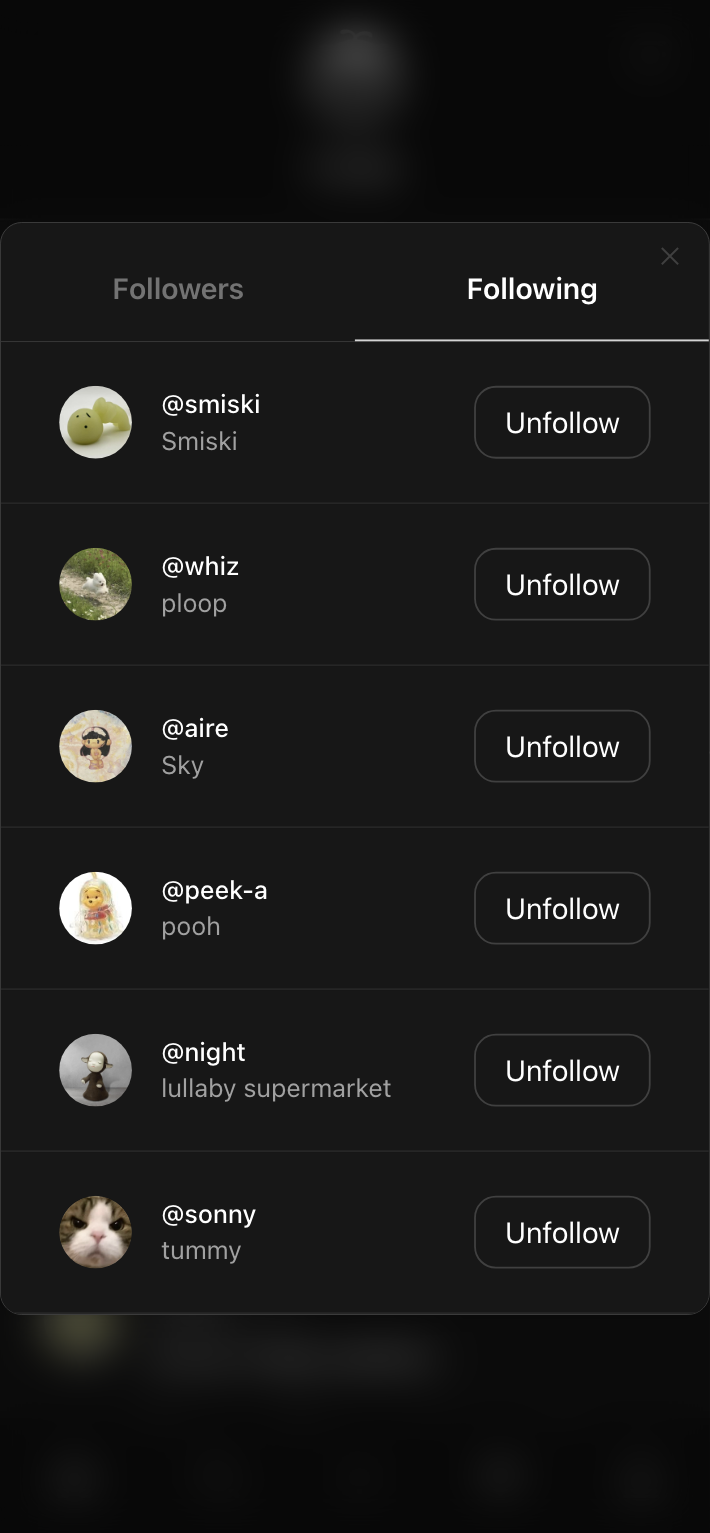 Followers
Following
@smiski
Smiski
Unfollow
@whiz
ploop
Unfollow
@aire
Sky
Unfollow
@peek-a
pooh
Unfollow
@night
lullaby supermarket
Unfollow
@sonny
tummy
Unfollow